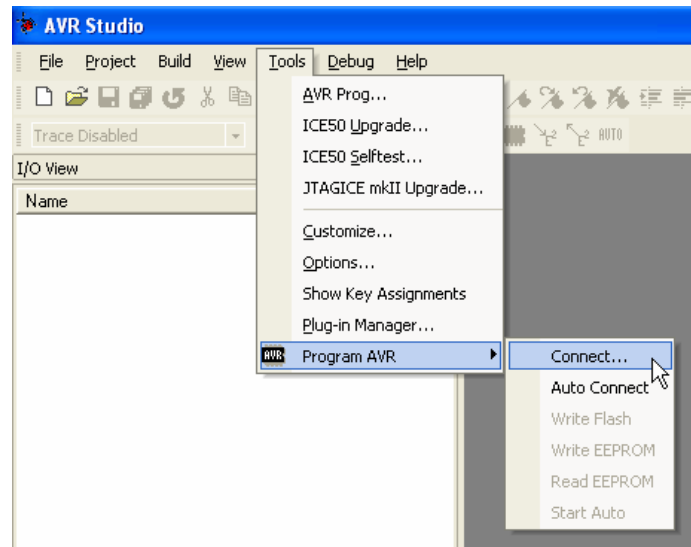 AVR Studio
File Project Build View Tools Debug Help
AVR Prog...
ICE50 Upgrade...
Trace Disabled
AUTO
ICE50 Selftest...
I/O View
JTAGICE mkII Upgrade...
Name
Customize...
Options...
Show Key Assignments
Plug-in Manager...
AVR Program AVR
Connect...
Auto Connect
Write Flash
Write EEPROM
Read EEPROM
Start Auto